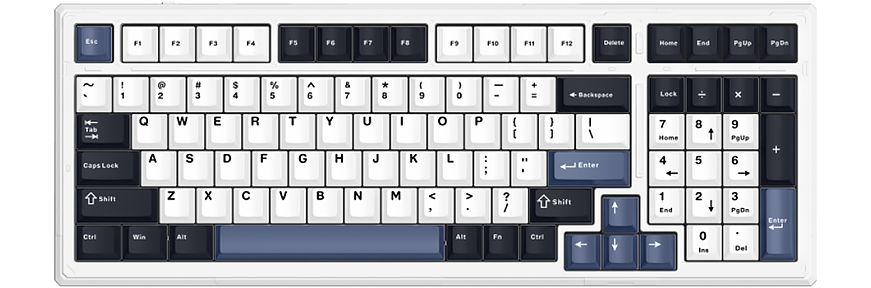 Esc F1 F2 F3 F4 F5 F6 F7 F8 F9 F10 F11 F12 Delete Home End PgUp PgDn
~ ! @ # $ % ^ & * ( ) — +
` 1 2 3 4 5 6 7 8 9 0 - = ←Backspace Lock ÷ × −
Tab Q W E R T Y U I O P { } |
[ ] \
7 8 9 +
Home ↑ PgUp
Caps Lock A S D F G H J K L : "
; ' Enter
4 5 6
← →
Shift Z X C V B N M < > ?
, . / Shift ↑
1 2 3 Enter
End ↓ PgDn
Ctrl Win Alt Alt Fn Ctrl ← ↓ →
0 .
Ins Del